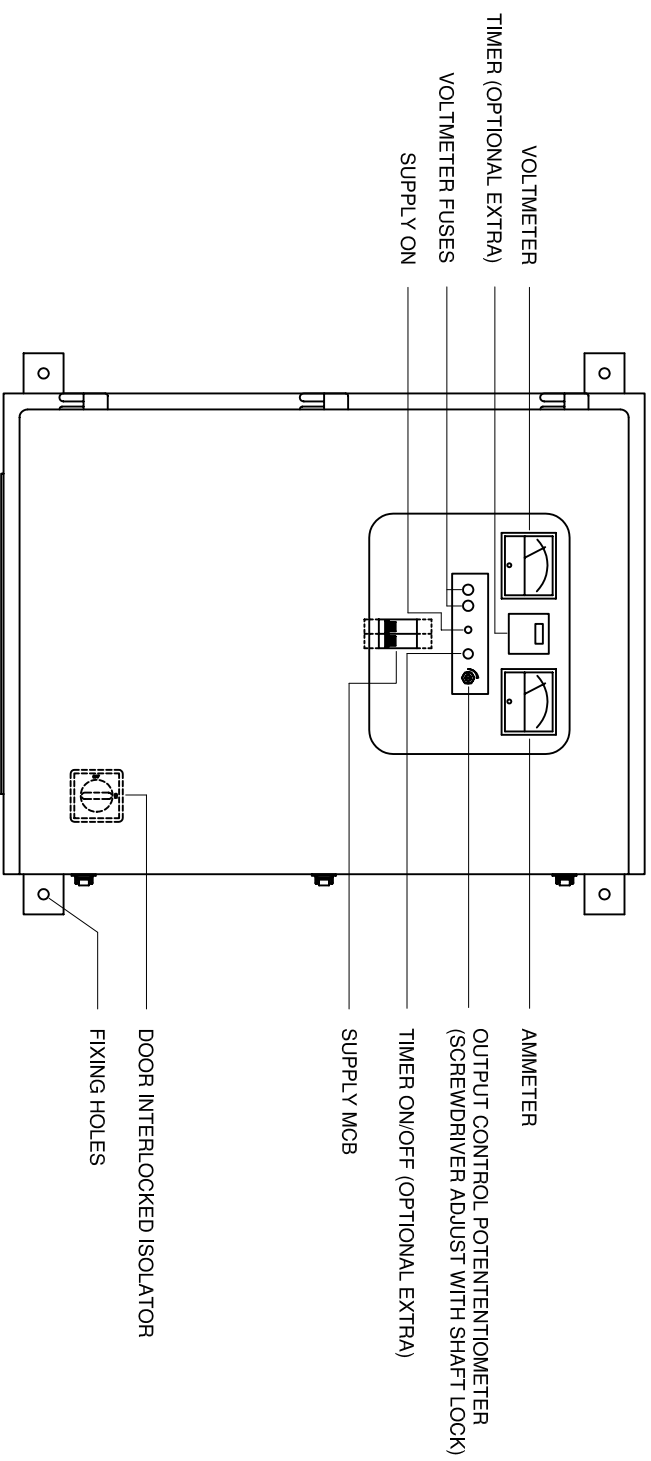 VOLTMETER
TIMER (OPTIONAL EXTRA)
VOLTMETER FUSES
SUPPLY ON
AMMETER
OUTPUT CONTROL POTENTENTIOMETER
(SCREWDRIVER ADJUST WITH SHAFT LOCK)
TIMER ON/OFF (OPTIONAL EXTRA)
SUPPLY MCB
DOOR INTERLOCKED ISOLATOR
FIXING HOLES